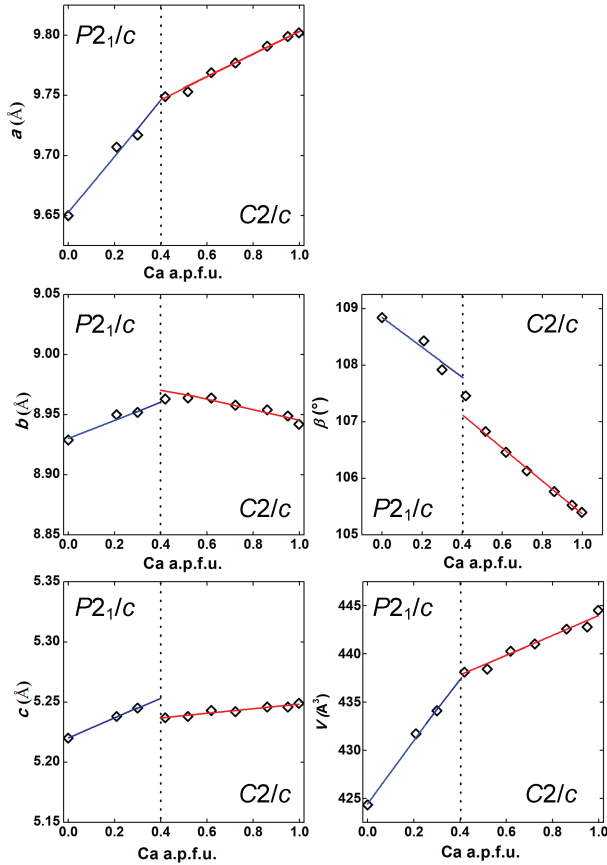 9.80
9.75
9.70
9.65
a (Å)
P2₁/c
C2/c
0.0 0.2 0.4 0.6 0.8 1.0
Ca a.p.f.u.
9.05
9.00
8.95
8.90
8.85
b (Å)
P2₁/c
C2/c
0.0 0.2 0.4 0.6 0.8 1.0
Ca a.p.f.u.
109
108
107
106
105
β (°)
C2/c
P2₁/c
0.0 0.2 0.4 0.6 0.8 1.0
Ca a.p.f.u.
5.35
5.30
5.25
5.20
5.15
c (Å)
P2₁/c
C2/c
0.0 0.2 0.4 0.6 0.8 1.0
Ca a.p.f.u.
445
440
435
430
425
V (A³)
P2₁/c
C2/c
0.0 0.2 0.4 0.6 0.8 1.0
Ca a.p.f.u.